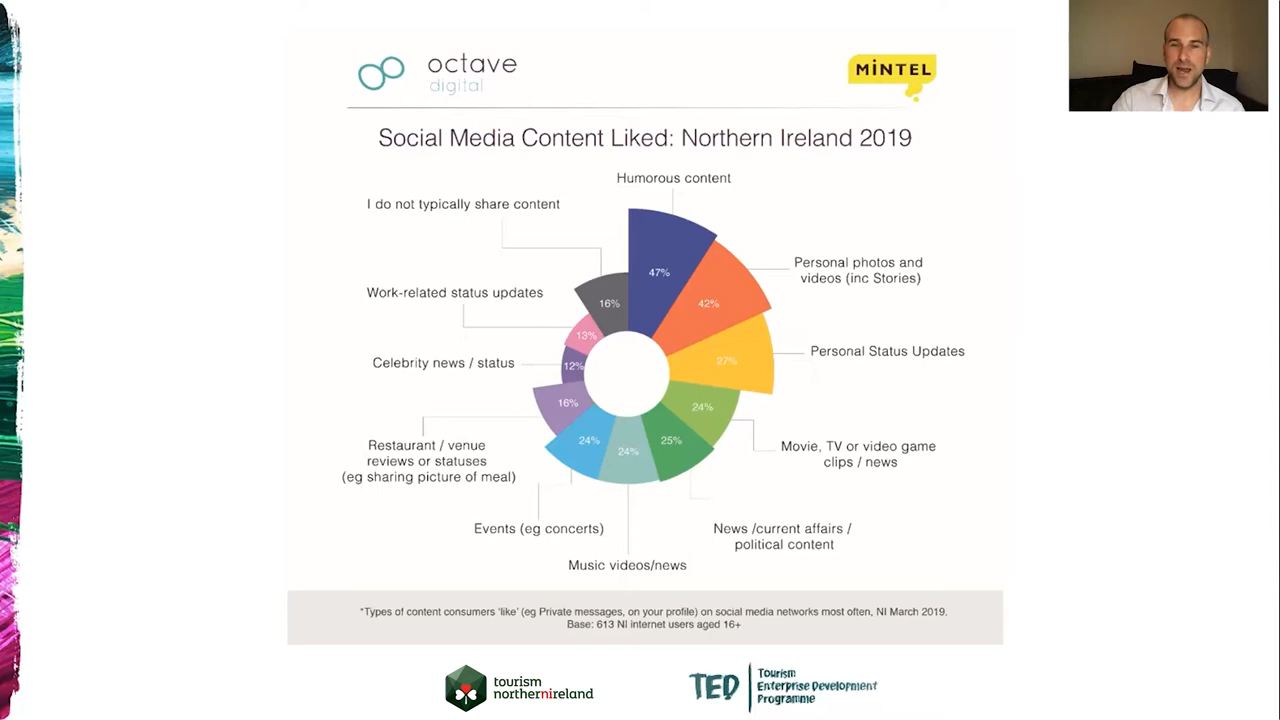 octave
digital
MiNTEL
Social Media Content Liked: Northern Ireland 2019
Humorous content
I do not typically share content
47%
Personal photos and
videos (inc Stories)
42%
16%
Work-related status updates
13%
Personal Status Updates
27%
Celebrity news / status
12%
16%
24%
24%
24%
25%
Restaurant / venue
reviews or statuses
(eg sharing picture of meal)
Movie, TV or video game
clips / news
Events (eg concerts)
News /current affairs /
political content
Music videos/news
*Types of content consumers 'like' (eg Private messages, on your profile) on social media networks most often, NI March 2019.
Base: 613 NI internet users aged 16+
tourism
northernireland
TED
Tourism
Enterprise Development
Programme